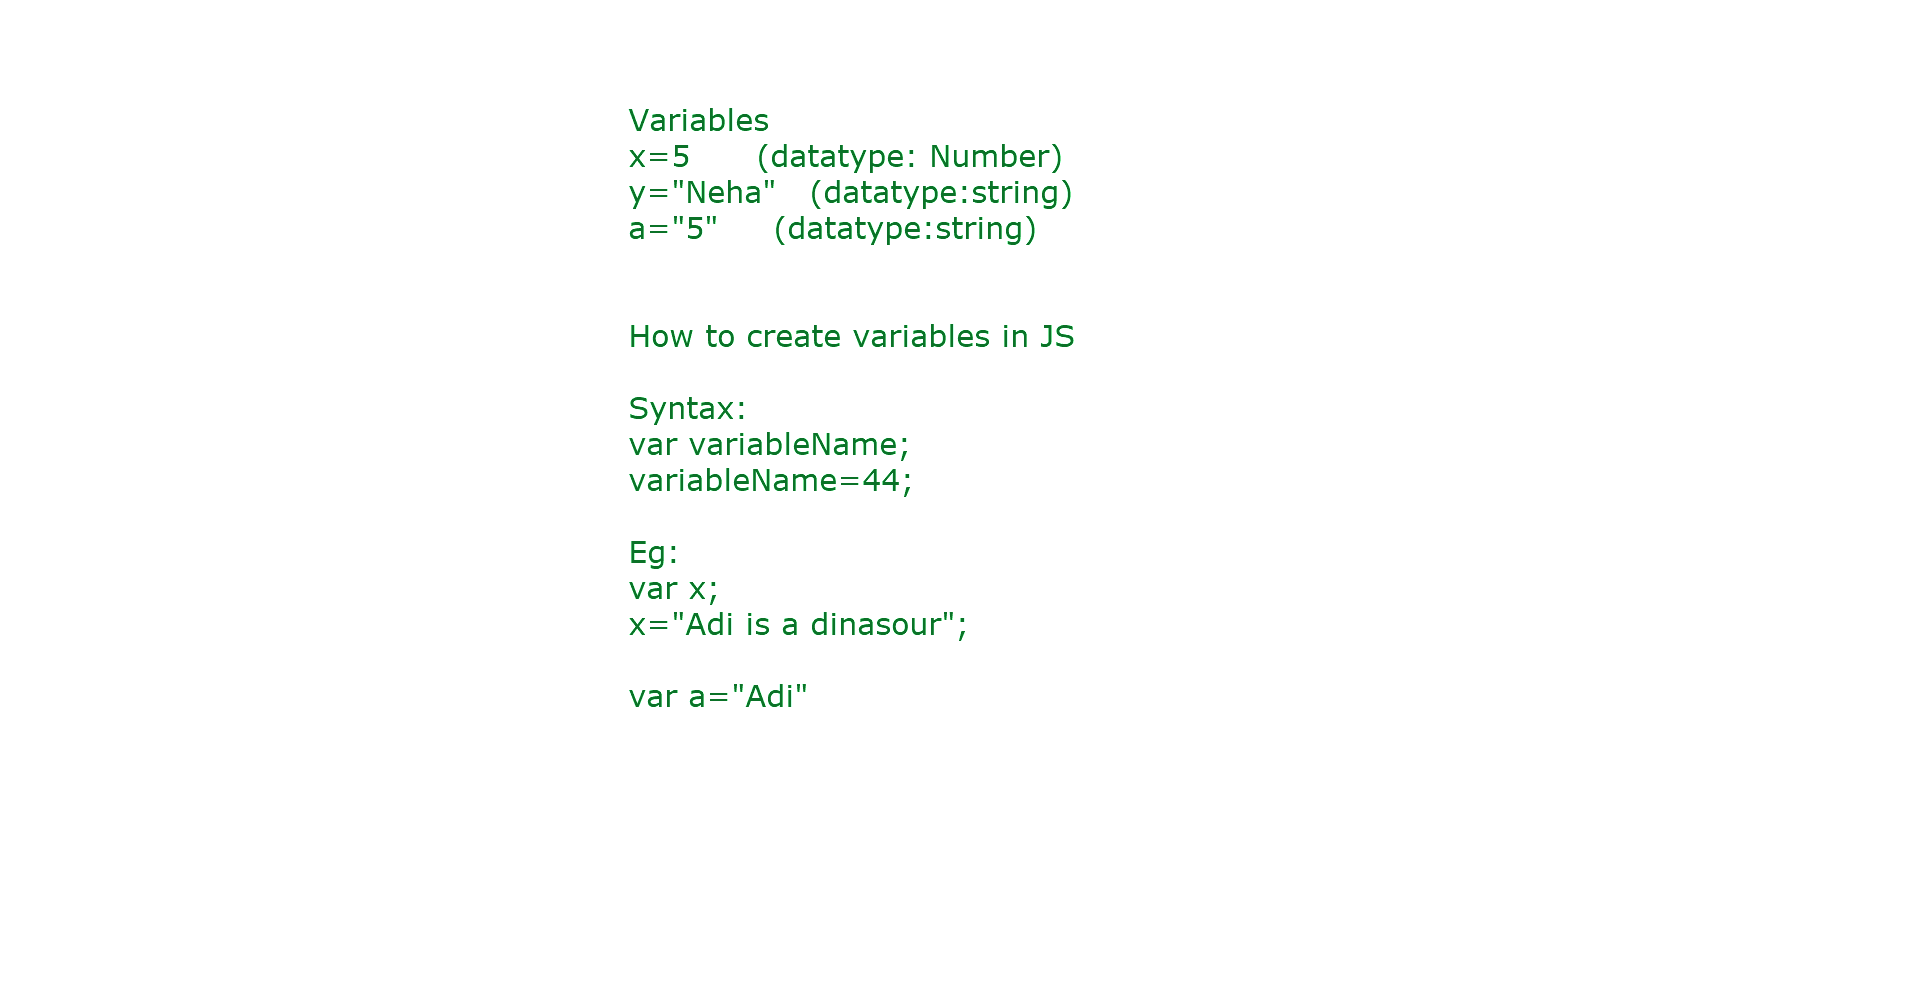 Variables
x=5 (datatype: Number)
y="Neha" (datatype:string)
a="5" (datatype:string)
How to create variables in JS
Syntax:
var variableName;
variableName=44;
Eg:
var x;
x="Adi is a dinasour";
var a="Adi"